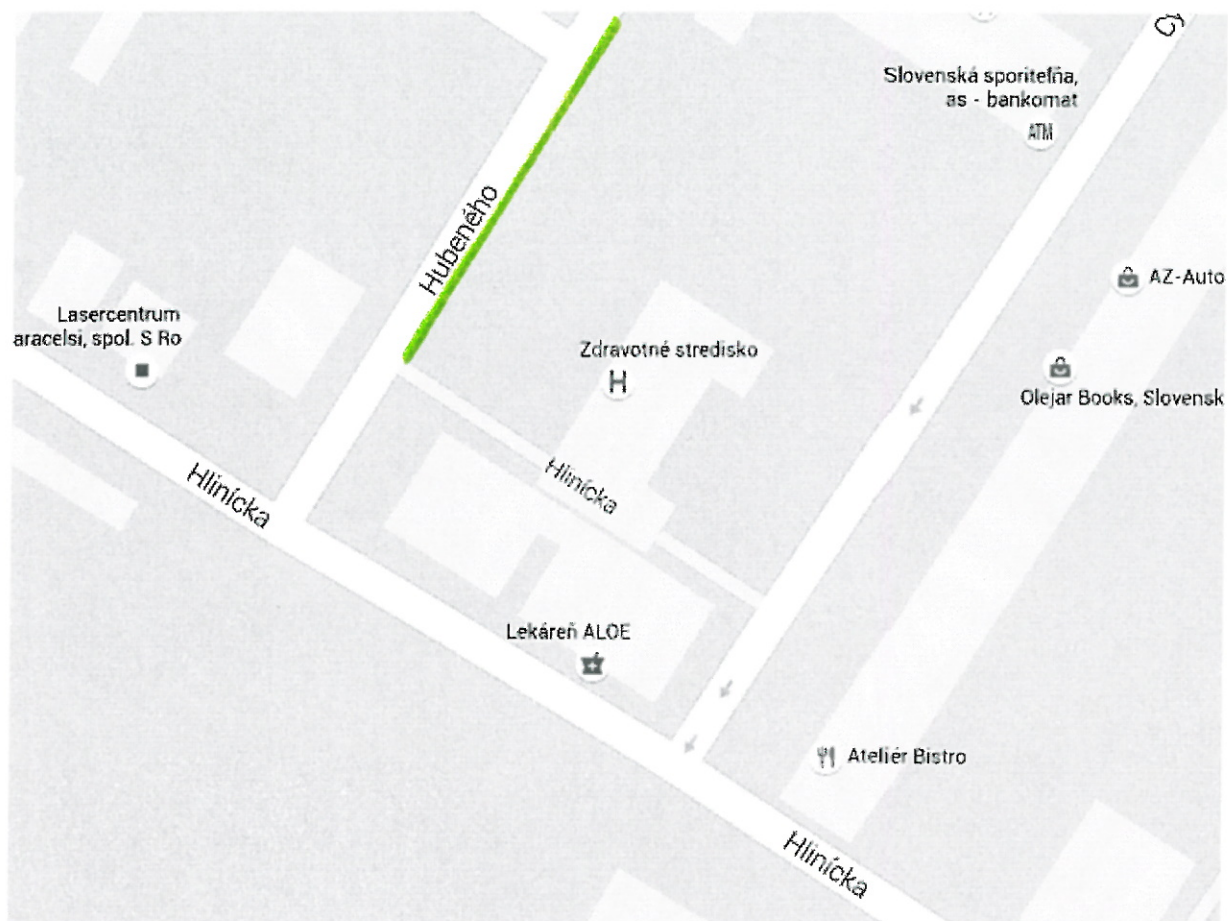 Slovenská sporiteľňa,
as - bankomat
ATM
Hubeného
AZ-Auto
Lasercentrum
aracelsi, spol. S Ro
Zdravotné stredisko
H
Olejar Books, Slovensk
Hlinícka
Hlinícka
Lekáreň ALOE
Ateliér Bistro
Hlinícka